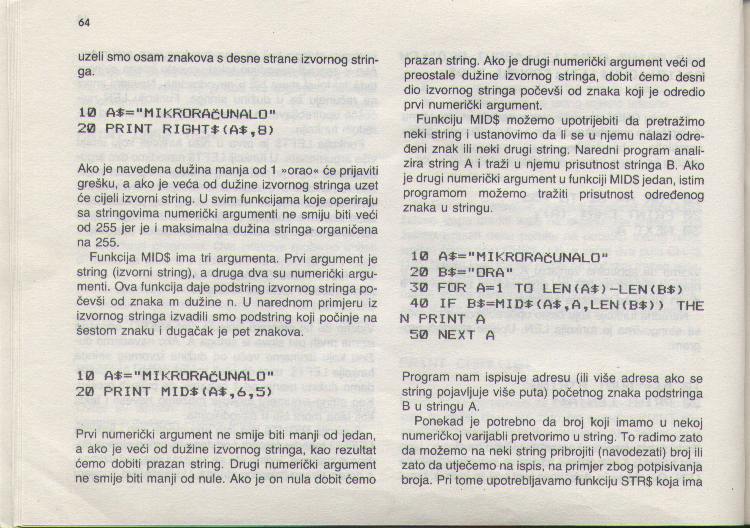 64
uzeli smo osam znakova s desne strane izvornog strin-
ga.
10 A$="MIKRORAČUNALO"
20 PRINT RIGHT$(A$,8)
Ako je navedena dužina manja od 1 »orao« će prijaviti
grešku, a ako je veća od dužine izvornog stringa uzet
će cijeli izvorni string. U svim funkcijama koje operiraju
sa stringovima numerički argumenti ne smiju biti veći
od 255 jer je i maksimalna dužina stringa organičena
na 255.
Funkcija MID$ ima tri argumenta. Prvi argument je
string (izvorni string), a druga dva su numerički argu-
menti. Ova funkcija daje podstring izvornog stringa po-
čevši od znaka m dužine n. U narednom primjeru iz
izvornog stringa izvadili smo podstring koji počinje na
šestom znaku i dugačak je pet znakova.
10 A$="MIKRORAČUNALO"
20 PRINT MID$(A$,6,5)
Prvi numerički argument ne smije biti manji od jedan,
a ako je veći od dužine izvornog stringa, kao rezultat
ćemo dobiti prazan string. Drugi numerički argument
ne smije biti manji od nule. Ako je on nula dobit ćemo
prazan string. Ako je drugi numerički argument veći od
preostale dužine izvornog stringa, dobit ćemo desni
dio izvornog stringa počevši od znaka koji je odredio
prvi numerički argument.
Funkciju MID$ možemo upotrijebiti da pretražimo
neki string i ustanovimo da li se u njemu nalazi odre-
đeni znak ili neki drugi string. Naredni program anali-
zira string A i traži u njemu prisutnost stringa B. Ako
je drugi numerički argument u funkciji MID$ jedan, istim
programom možemo tražiti prisutnost određenog
znaka u stringu.
10 A$="MIKRORAČUNALO"
20 B$="ORA"
30 FOR A=1 TO LEN(A$)-LEN(B$)
40 IF B$=MID$(A$,A,LEN(B$)) THE
N PRINT A
50 NEXT A
Program nam ispisuje adresu (ili više adresa ako se
string pojavljuje više puta) početnog znaka podstringa
B u stringu A.
Ponekad je potrebno da broj koji imamo u nekoj
numeričkoj varijabli pretvorimo u string. To radimo zato
da možemo na neki string pribrojiti (navodezati) broj ili
zato da utječemo na ispis, na primjer zbog potpisivanja
broja. Pri tome upotrebljavamo funkciju STR$ koja ima